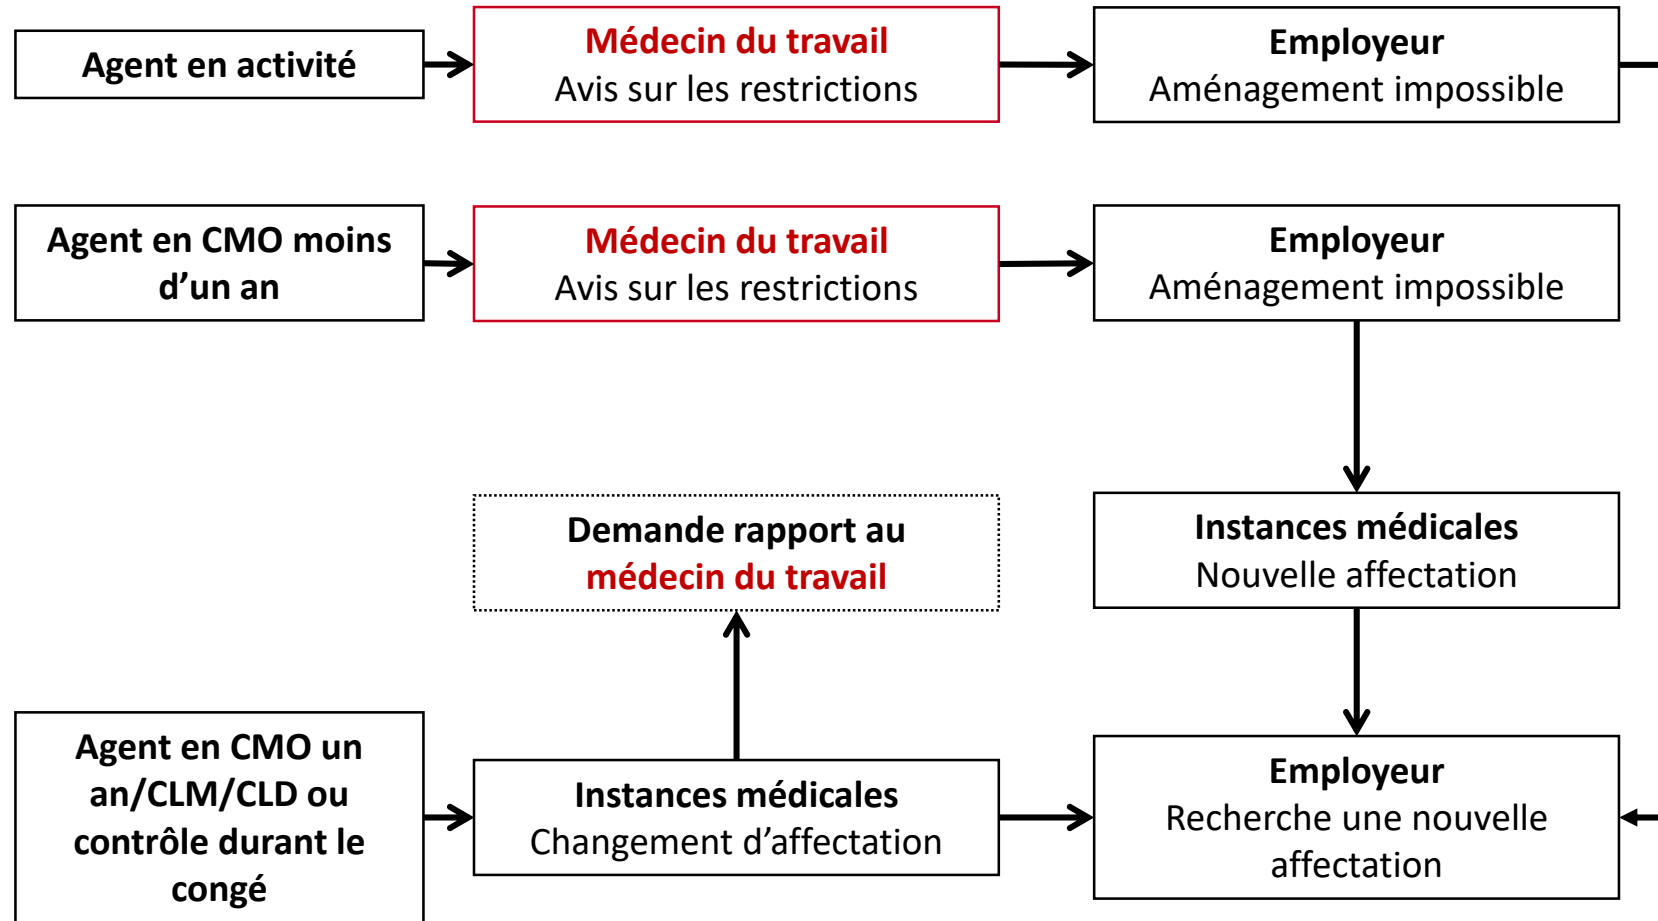 Agent en activité
Médecin du travail
Avis sur les restrictions
Employeur
Aménagement impossible
Agent en CMO moins
d’un an
Médecin du travail
Avis sur les restrictions
Employeur
Aménagement impossible
Demande rapport au
médecin du travail
Instances médicales
Nouvelle affectation
Agent en CMO un
an/CLM/CLD ou
contrôle durant le
congé
Instances médicales
Changement d’affectation
Employeur
Recherche une nouvelle
affectation